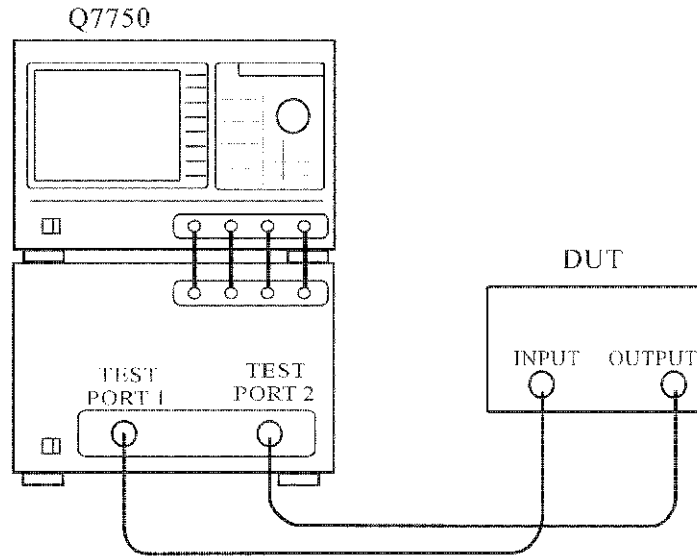 Q7750
DUT
INPUT OUTPUT
TEST PORT 1
TEST PORT 2